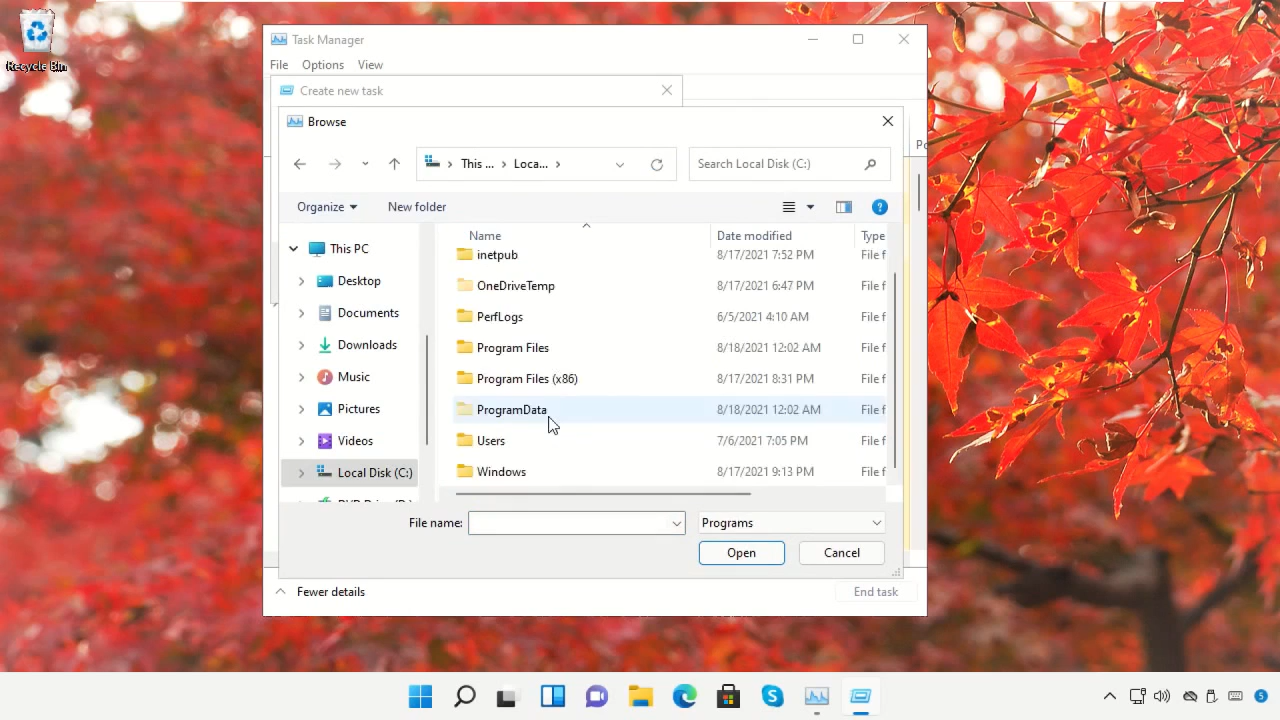 Recycle Bin
Task Manager
File Options View
Create new task
Browse
This ... Loca...
Search Local Disk (C:)
Organize New folder
Name Date modified Type
This PC
Desktop
Documents
Downloads
Music
Pictures
Videos
Local Disk (C:)
inetpub 8/17/2021 7:52 PM File f
OneDriveTemp 8/17/2021 6:47 PM File f
PerfLogs 6/5/2021 4:10 AM File f
Program Files 8/18/2021 12:02 AM File f
Program Files (x86) 8/17/2021 8:31 PM File f
ProgramData 8/18/2021 12:02 AM File f
Users 7/6/2021 7:05 PM File f
Windows 8/17/2021 9:13 PM File f
File name: Programs
Open Cancel
Fewer details End task
5